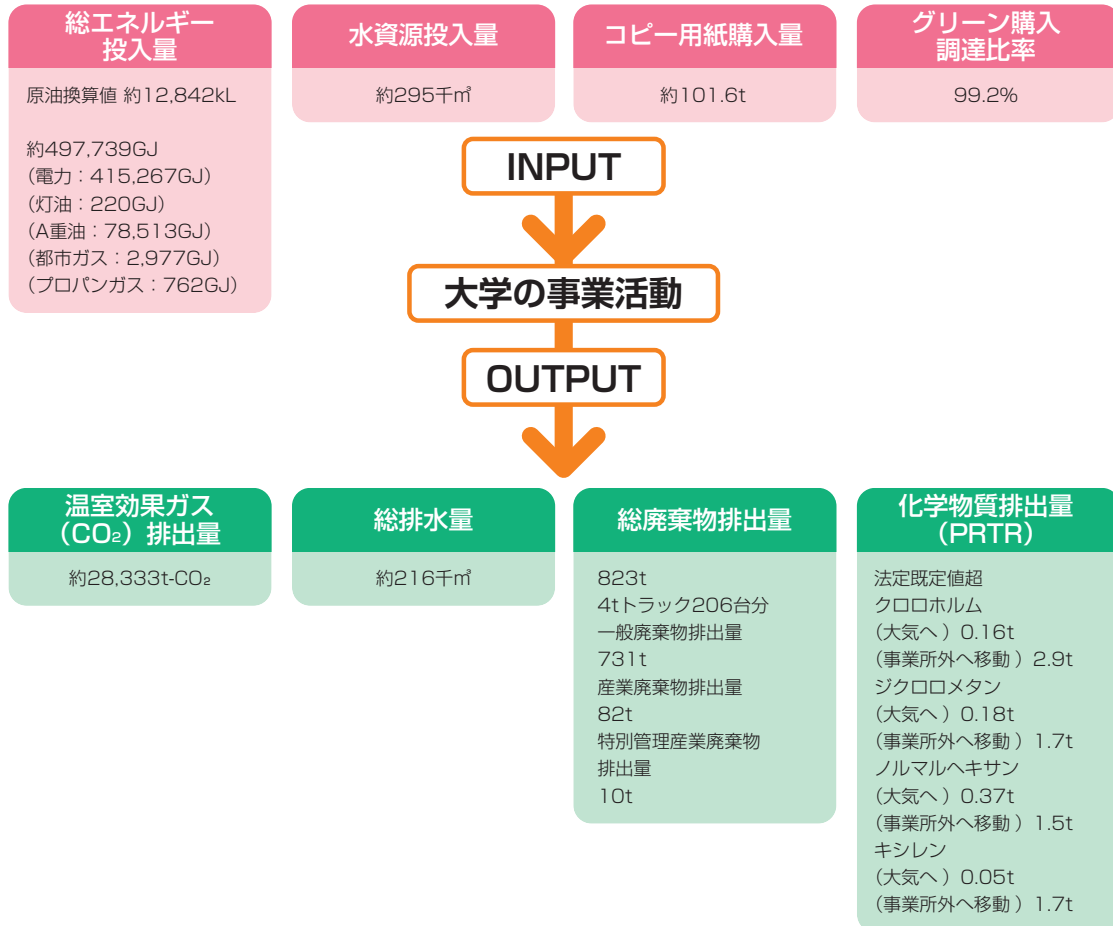 総エネルギー
投入量
原油換算値 約12,842kL
約497,739GJ
(電力：415,267GJ)
(灯油：220GJ)
(A重油：78,513GJ)
(都市ガス：2,977GJ)
(プロパンガス：762GJ)
水資源投入量
約295千㎥
コピー用紙購入量
約101.6t
グリーン購入
調達比率
99.2%
INPUT
大学の事業活動
OUTPUT
温室効果ガス
(CO₂) 排出量
約28,333t-CO₂
総排水量
約216千㎥
総廃棄物排出量
823t
4tトラック206台分
一般廃棄物排出量
731t
産業廃棄物排出量
82t
特別管理産業廃棄物
排出量
10t
化学物質排出量
(PRTR)
法定既定値超
クロロホルム
(大気へ) 0.16t
(事業所外へ移動) 2.9t
ジクロロメタン
(大気へ) 0.18t
(事業所外へ移動) 1.7t
ノルマルヘキサン
(大気へ) 0.37t
(事業所外へ移動) 1.5t
キシレン
(大気へ) 0.05t
(事業所外へ移動) 1.7t